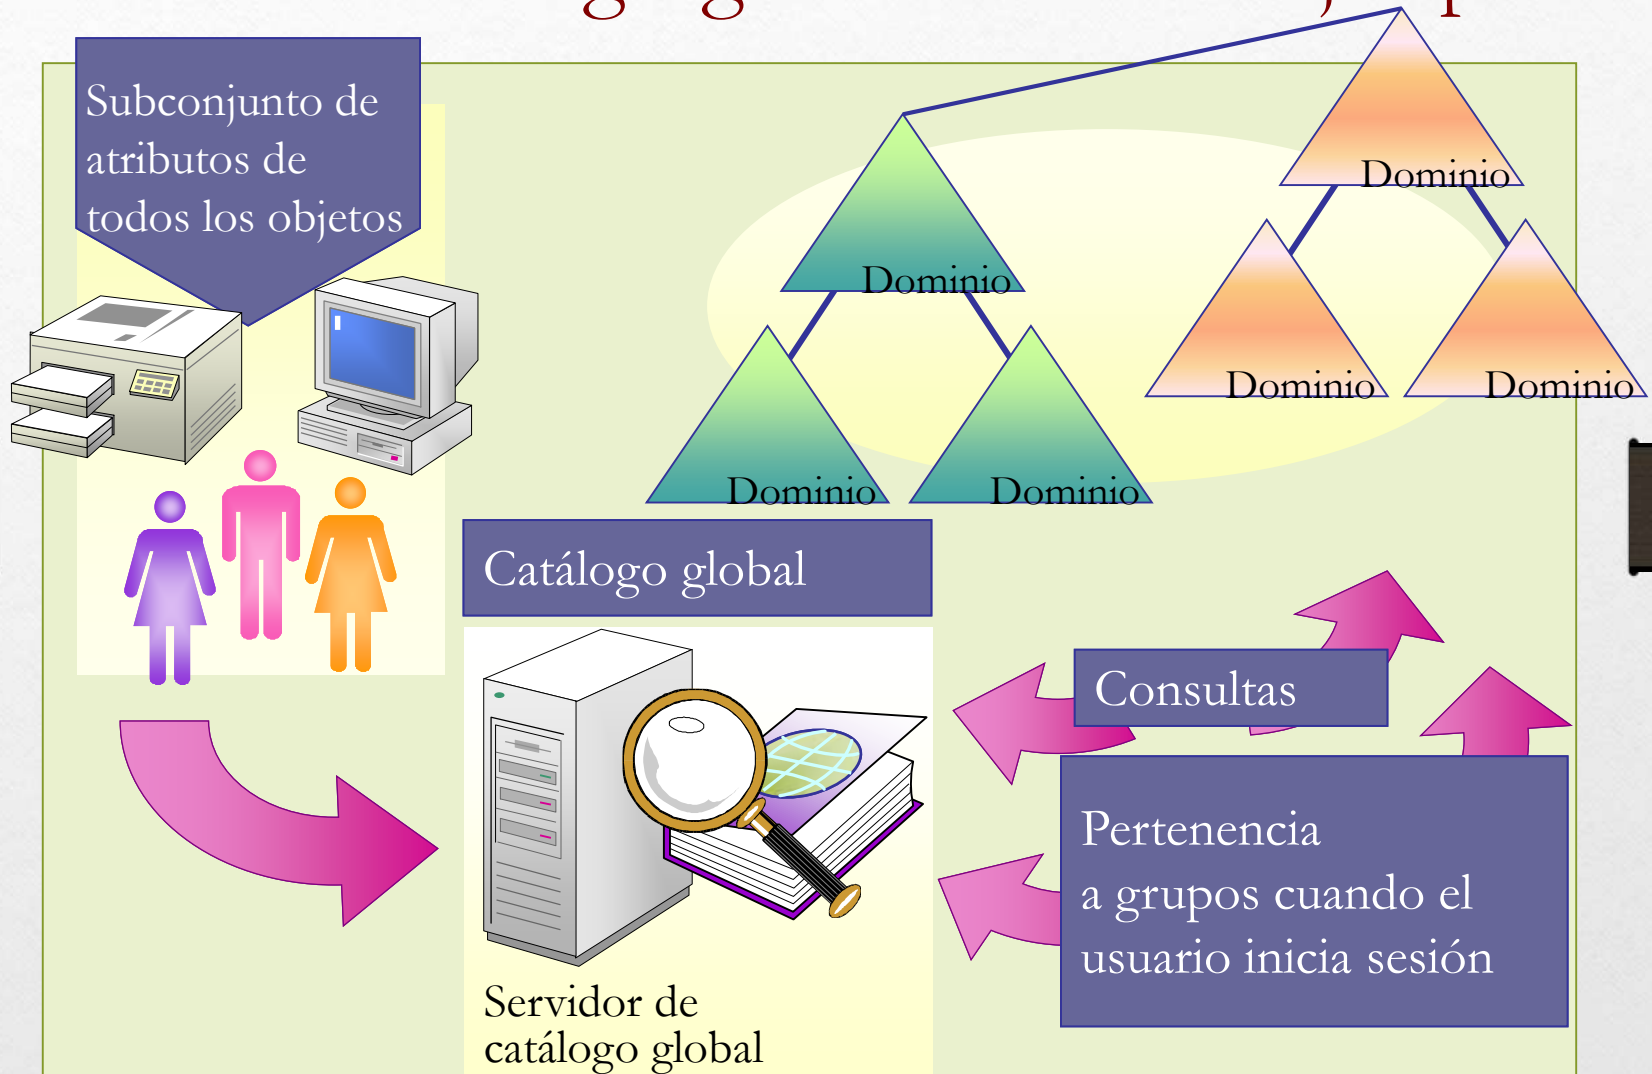 Subconjunto de
atributos de
todos los objetos
Dominio
Dominio
Dominio
Dominio
Dominio
Dominio
Catálogo global
Consultas
Pertenencia
a grupos cuando el
usuario inicia sesión
Servidor de
catálogo global